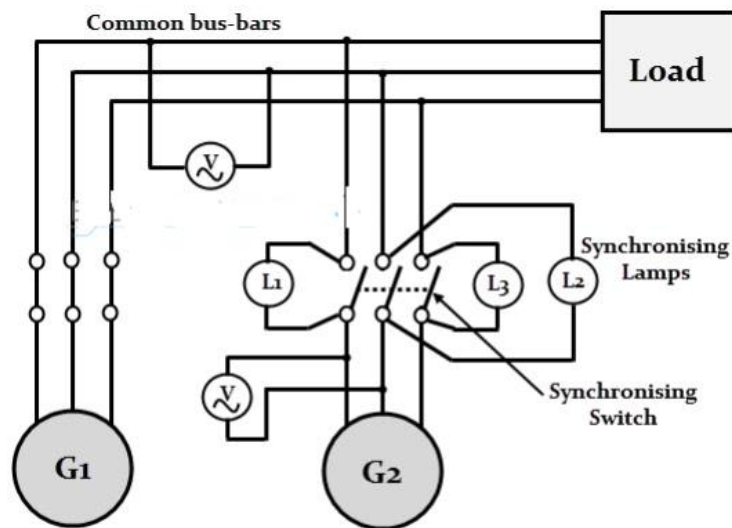 Common bus-bars
Load
V
L1
L3
L2
Synchronising
Lamps
V
Synchronising
Switch
G1
G2